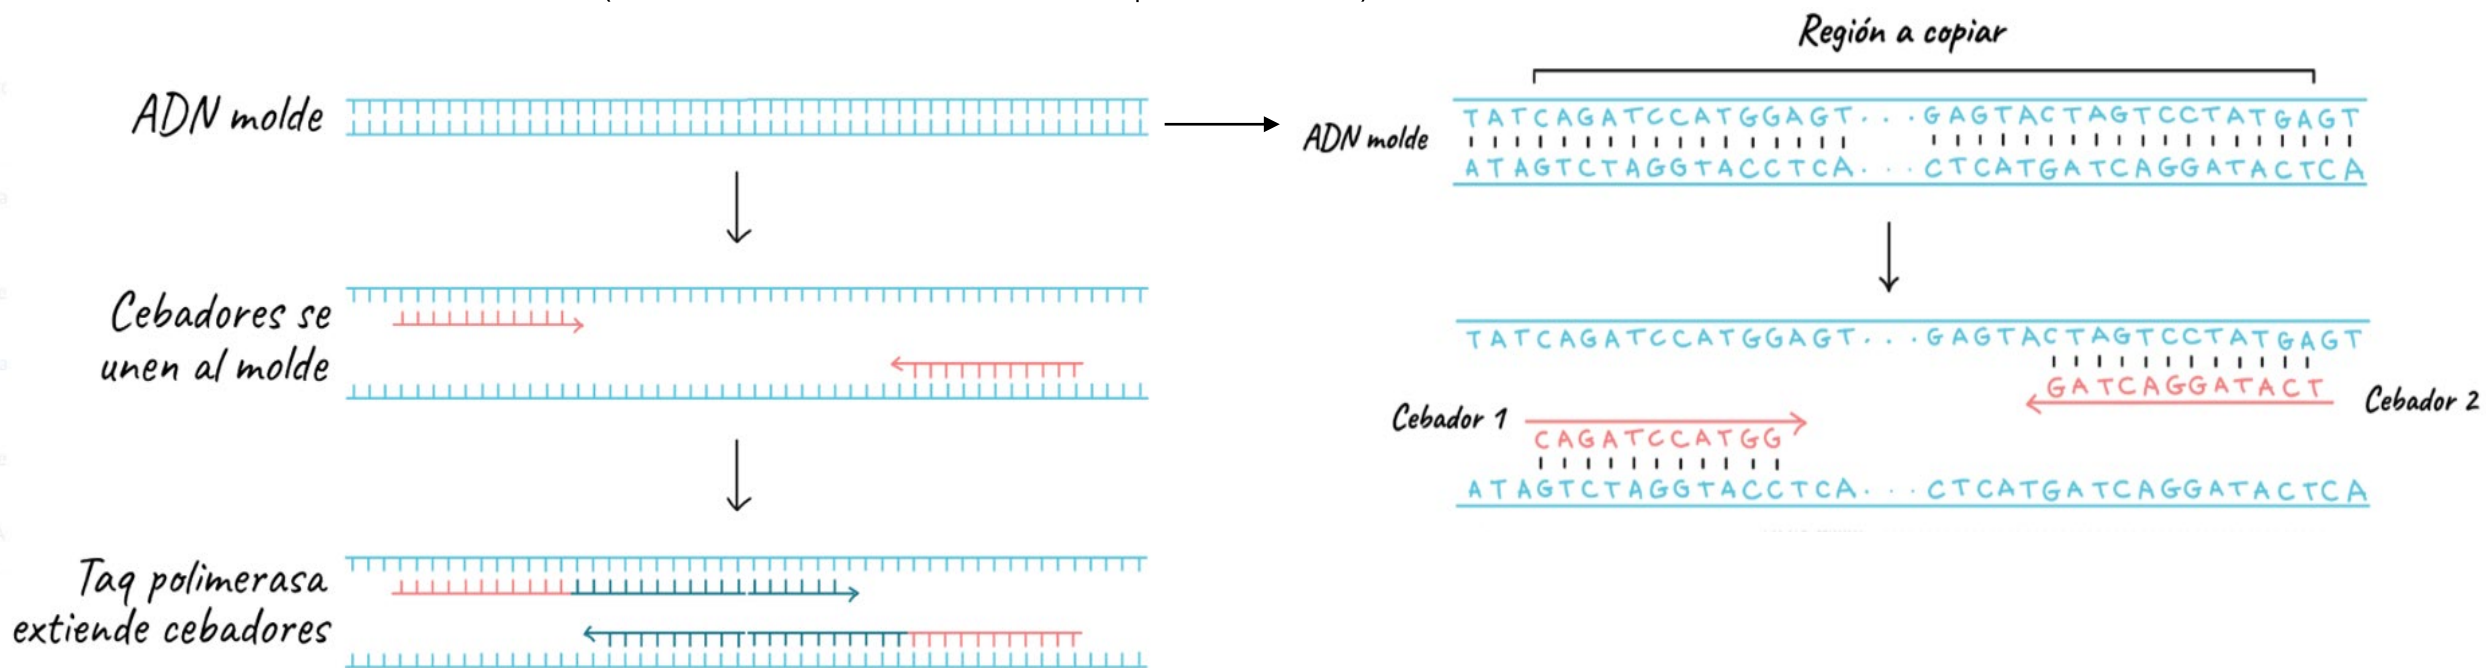 ADN molde
Cebadores se
unen al molde
Taq polimerasa
extiende cebadores
Región a copiar
ADN molde
TATCAGATCCATGGAGT...GAGTACTAGTCCTATGAGT
ATAGTCTAGGTACCTCA...CTCATGATCAGGATACTCA
TATCAGATCCATGGAGT...GAGTACTAGTCCTATGAGT
GATCAGGATACT
Cebador 2
Cebador 1
CAGATCCATGG
ATAGTCTAGGTACCTCA...CTCATGATCAGGATACTCA